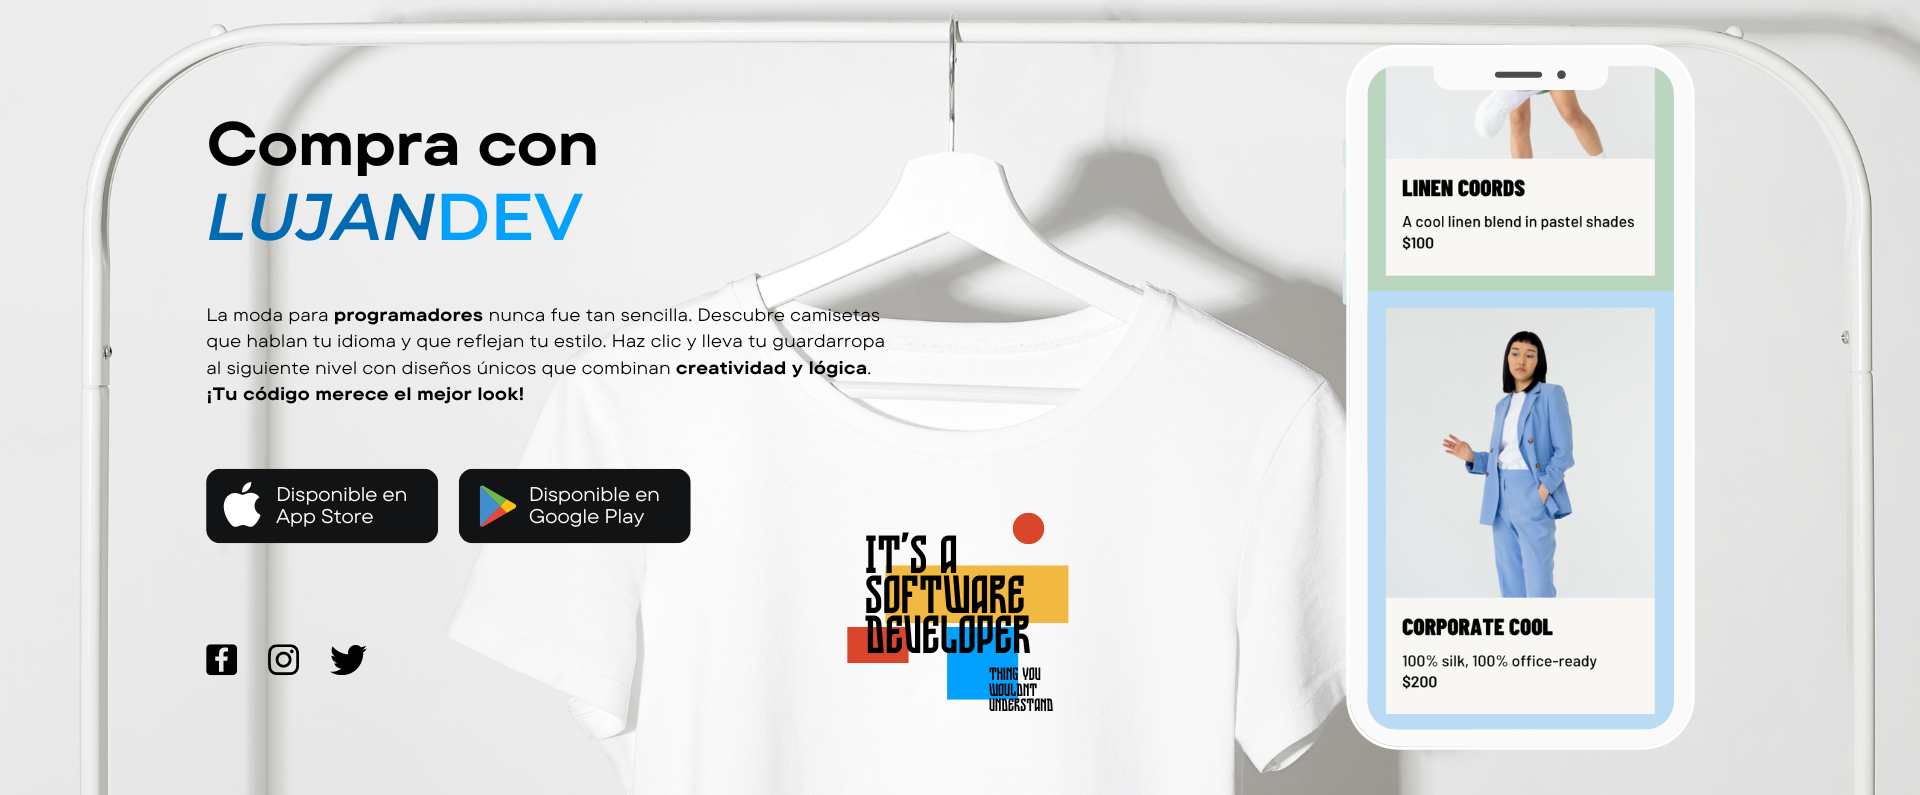 Compra con
LUJANDEV
La moda para programadores nunca fue tan sencilla. Descubre camisetas
que hablan tu idioma y que reflejan tu estilo. Haz clic y lleva tu guardarropa
al siguiente nivel con diseños únicos que combinan creatividad y lógica.
¡Tu código merece el mejor look!
Disponible en
App Store
Disponible en
Google Play
IT'S A
SOFTWARE
DEVELOPER
THING YOU
WOULDNT
UNDERSTAND
LINEN COORDS
A cool linen blend in pastel shades
$100
CORPORATE COOL
100% silk, 100% office-ready
$200